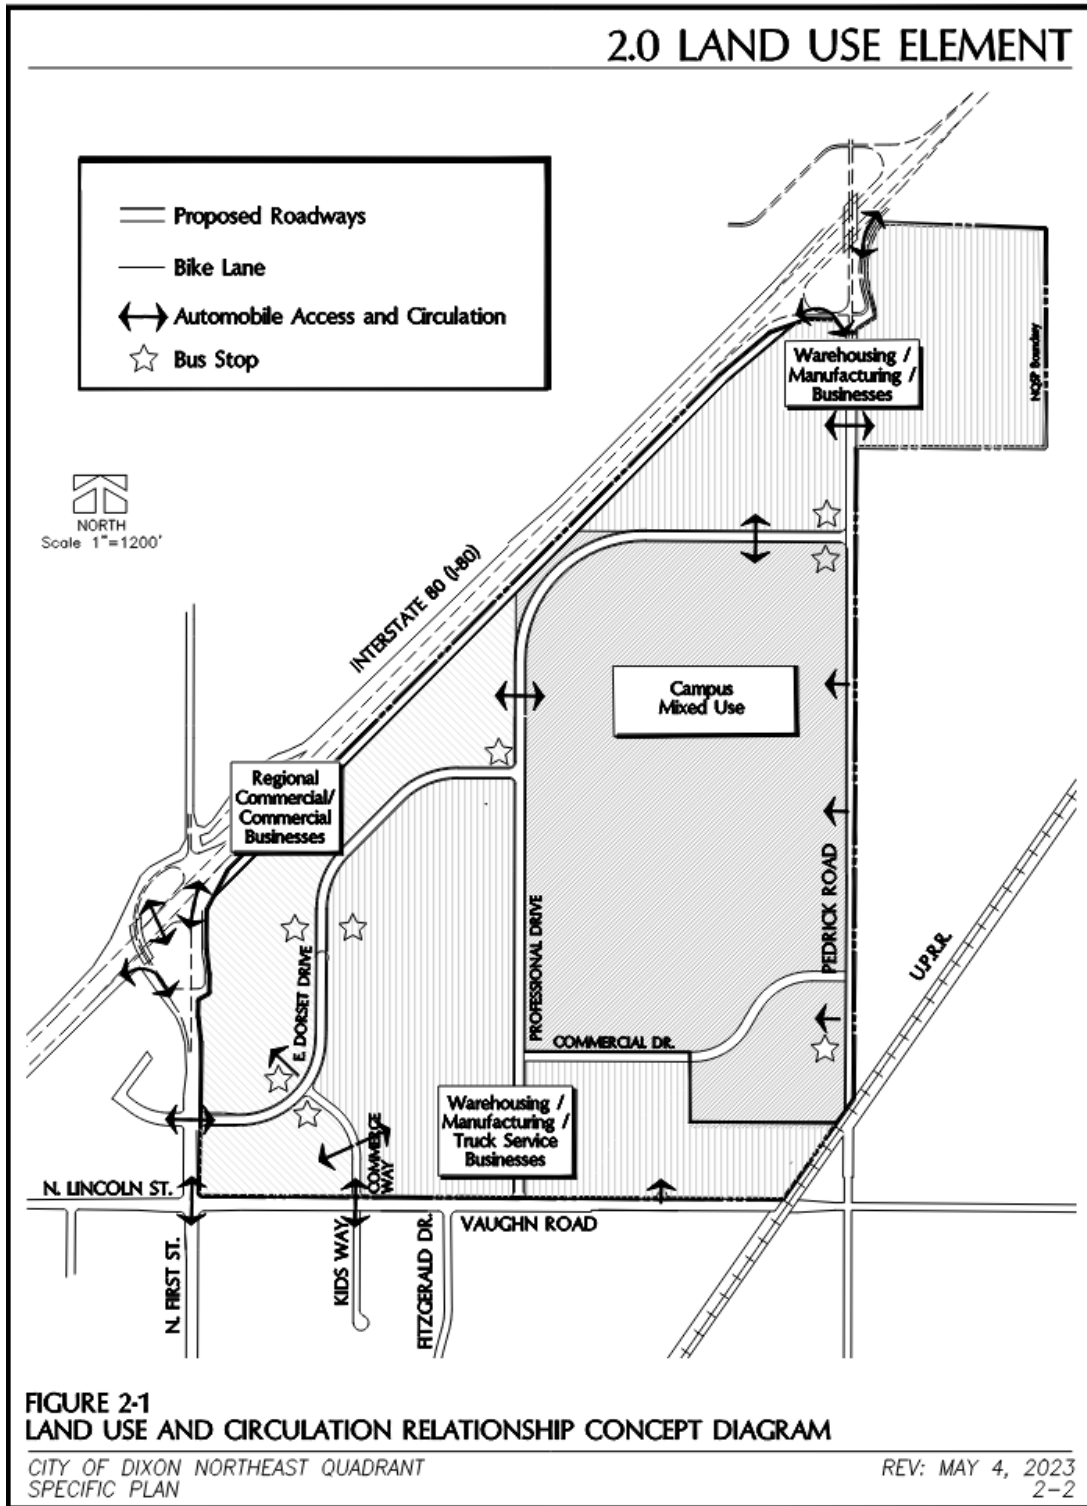 2.0 LAND USE ELEMENT
Proposed Roadways
Bike Lane
Automobile Access and Circulation
Bus Stop
NORTH
Scale 1"=1200'
Warehousing /
Manufacturing /
Businesses
NQSP Boundary
INTERSTATE 80 (I-80)
Campus
Mixed Use
Regional
Commercial/
Commercial
Businesses
PEDRICK ROAD
U.P.R.R.
PROFESSIONAL DRIVE
E. DORSET DRIVE
COMMERCIAL DR.
Warehousing /
Manufacturing /
Truck Service
Businesses
COMMERCE
WAY
N. LINCOLN ST.
VAUGHN ROAD
N. FIRST ST.
KIDS WAY
FITZGERALD DR.
FIGURE 2-1
LAND USE AND CIRCULATION RELATIONSHIP CONCEPT DIAGRAM
CITY OF DIXON NORTHEAST QUADRANT
SPECIFIC PLAN
REV: MAY 4, 2023
2-2